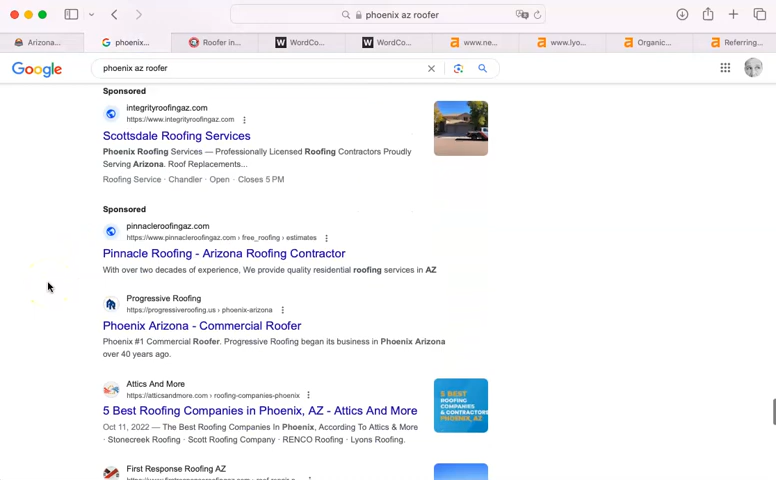 phoenix az roofer
Arizona...
phoenix...
Roofer in...
WordCo...
WordCo...
www.ne...
www.lyo...
Organic...
Referring...
Google
phoenix az roofer
Sponsored
integrityroofingaz.com
https://www.integrityroofingaz.com
Scottsdale Roofing Services
Phoenix Roofing Services — Professionally Licensed Roofing Contractors Proudly
Serving Arizona. Roof Replacements...
Roofing Service · Chandler · Open · Closes 5 PM
Sponsored
pinnacleroofingaz.com
https://www.pinnacleroofingaz.com › free_roofing › estimates
Pinnacle Roofing - Arizona Roofing Contractor
With over two decades of experience, We provide quality residential roofing services in AZ
Progressive Roofing
https://progressiveroofing.us › phoenix-arizona
Phoenix Arizona - Commercial Roofer
Phoenix #1 Commercial Roofer. Progressive Roofing began its business in Phoenix Arizona
over 40 years ago.
Attics And More
https://atticsandmore.com › roofing-companies-phoenix
5 Best Roofing Companies in Phoenix, AZ - Attics And More
Oct 11, 2022 — The Best Roofing Companies In Phoenix, According To Attics & More
· Stonecreek Roofing · Scott Roofing Company · RENCO Roofing · Lyons Roofing.
5 BEST
ROOFING
COMPANIES &
CONTRACTORS
PHOENIX, AZ
First Response Roofing AZ